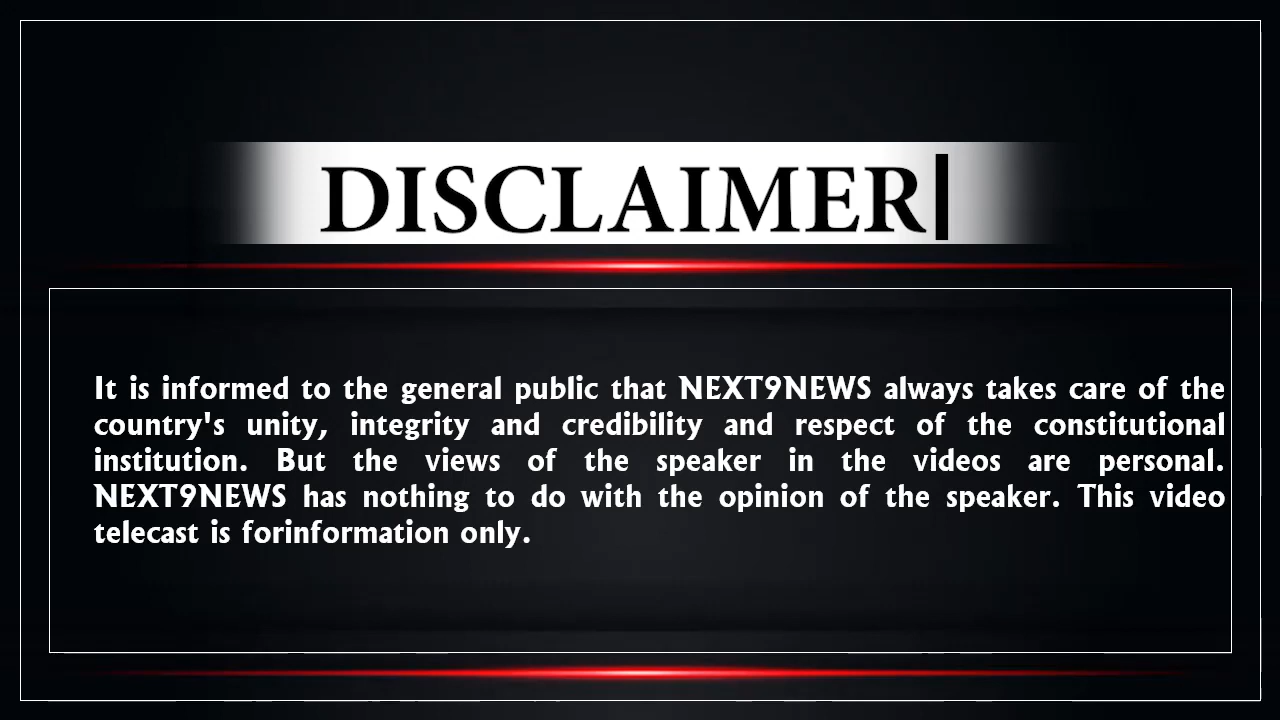 DISCLAIMER
It is informed to the general public that NEXT9NEWS always takes care of the
country's unity, integrity and credibility and respect of the constitutional
institution. But the views of the speaker in the videos are personal.
NEXT9NEWS has nothing to do with the opinion of the speaker. This video
telecast is forinformation only.